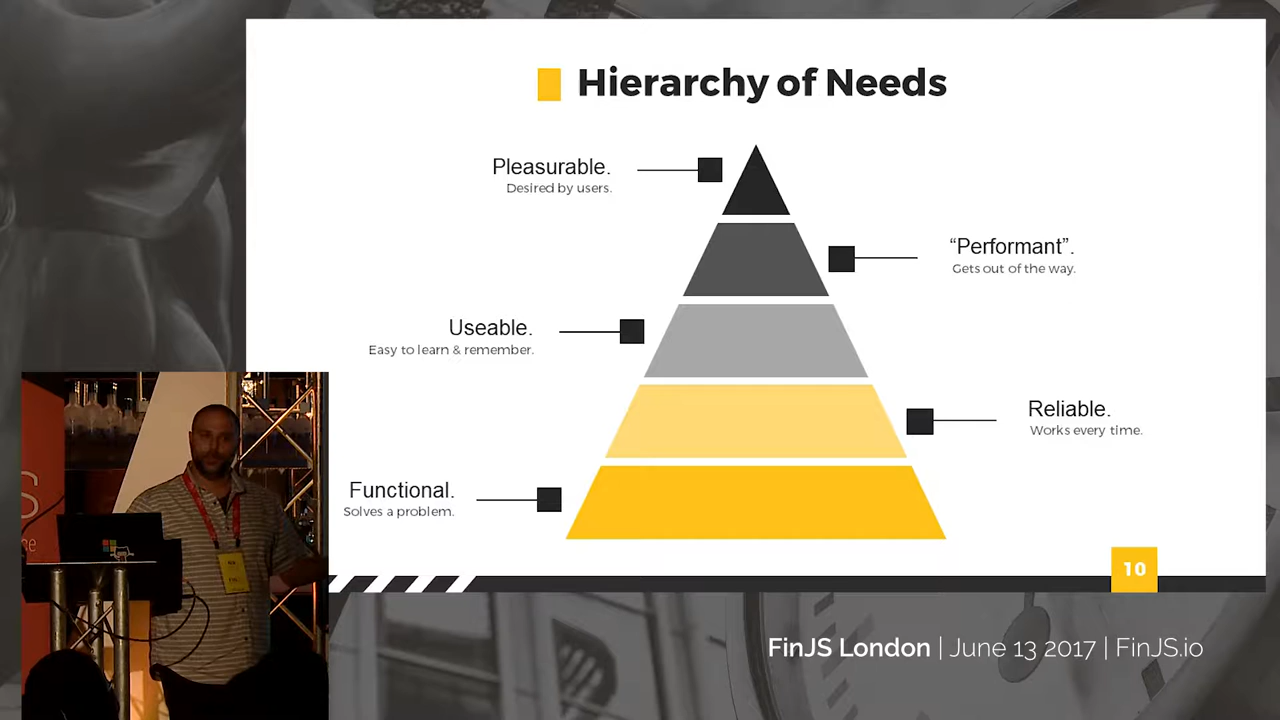 Hierarchy of Needs
Pleasurable.
Desired by users.
“Performant”.
Gets out of the way.
Useable.
Easy to learn & remember.
Reliable.
Works every time.
Functional.
Solves a problem.
10
FinJS London | June 13 2017 | FinJS.io